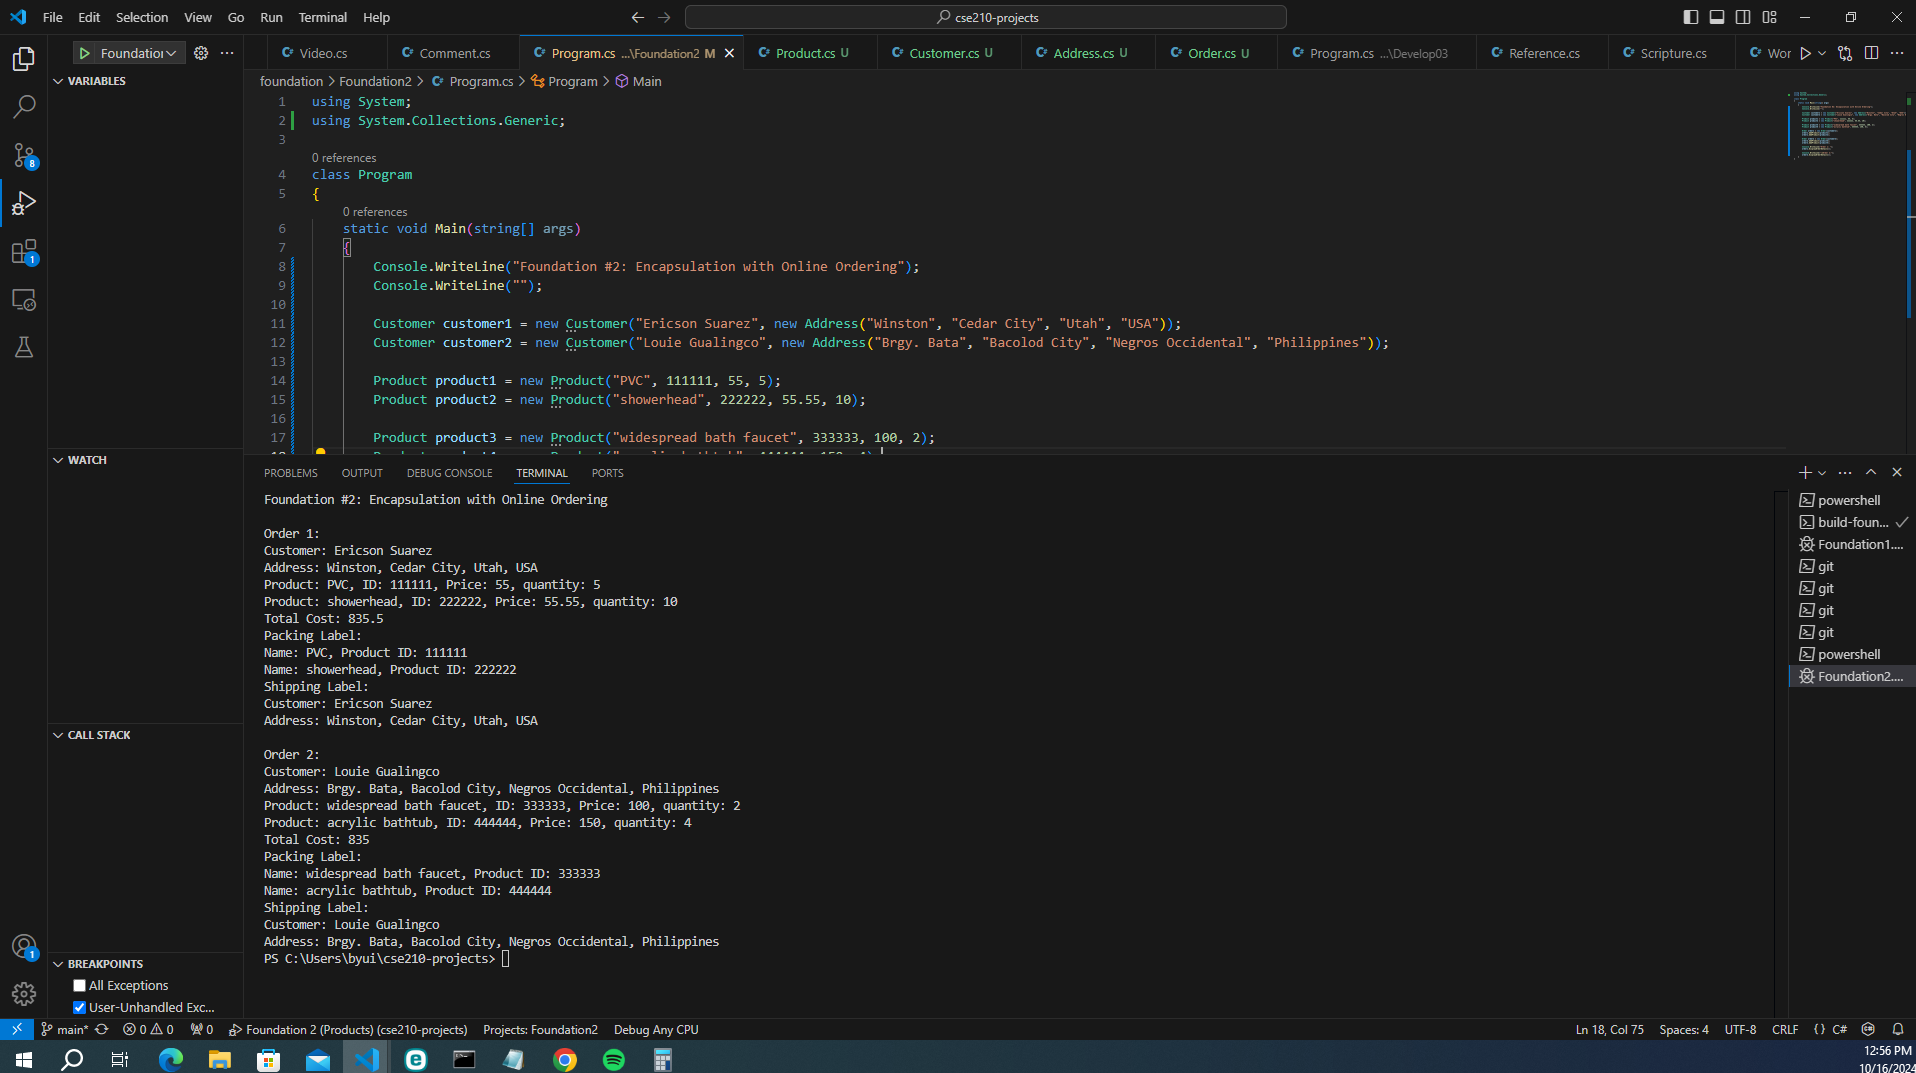 File Edit Selection View Go Run Terminal Help
cse210-projects
Foundation
Video.cs Comment.cs Program.cs ...\Foundation2 M Product.cs U Customer.cs U Address.cs U Order.cs U Program.cs ...\Develop03 Reference.cs Scripture.cs Wor
VARIABLES
foundation > Foundation2 > Program.cs > Program > Main
1 using System;
2 using System.Collections.Generic;
3
0 references
4 class Program
5 {
0 references
6 static void Main(string[] args)
7 {
8 Console.WriteLine("Foundation #2: Encapsulation with Online Ordering");
9 Console.WriteLine("");
10
11 Customer customer1 = new Customer("Ericson Suarez", new Address("Winston", "Cedar City", "Utah", "USA"));
12 Customer customer2 = new Customer("Louie Gualingco", new Address("Brgy. Bata", "Bacolod City", "Negros Occidental", "Philippines"));
13
14 Product product1 = new Product("PVC", 111111, 55, 5);
15 Product product2 = new Product("showerhead", 222222, 55.55, 10);
16
17 Product product3 = new Product("widespread bath faucet", 333333, 100, 2);
WATCH
CALL STACK
BREAKPOINTS
All Exceptions
User-Unhandled Exc...
8
1
1
PROBLEMS OUTPUT DEBUG CONSOLE TERMINAL PORTS
Foundation #2: Encapsulation with Online Ordering
Order 1:
Customer: Ericson Suarez
Address: Winston, Cedar City, Utah, USA
Product: PVC, ID: 111111, Price: 55, quantity: 5
Product: showerhead, ID: 222222, Price: 55.55, quantity: 10
Total Cost: 835.5
Packing Label:
Name: PVC, Product ID: 111111
Name: showerhead, Product ID: 222222
Shipping Label:
Customer: Ericson Suarez
Address: Winston, Cedar City, Utah, USA
Order 2:
Customer: Louie Gualingco
Address: Brgy. Bata, Bacolod City, Negros Occidental, Philippines
Product: widespread bath faucet, ID: 333333, Price: 100, quantity: 2
Product: acrylic bathtub, ID: 444444, Price: 150, quantity: 4
Total Cost: 835
Packing Label:
Name: widespread bath faucet, Product ID: 333333
Name: acrylic bathtub, Product ID: 444444
Shipping Label:
Customer: Louie Gualingco
Address: Brgy. Bata, Bacolod City, Negros Occidental, Philippines
PS C:\Users\byui\cse210-projects>
powershell
build-foun...
Foundation1....
git
git
git
git
powershell
Foundation2....
main* 0 0 0 Foundation 2 (Products) (cse210-projects) Projects: Foundation2 Debug Any CPU
Ln 18, Col 75 Spaces: 4 UTF-8 CRLF {} C#
12:56 PM
10/16/2024